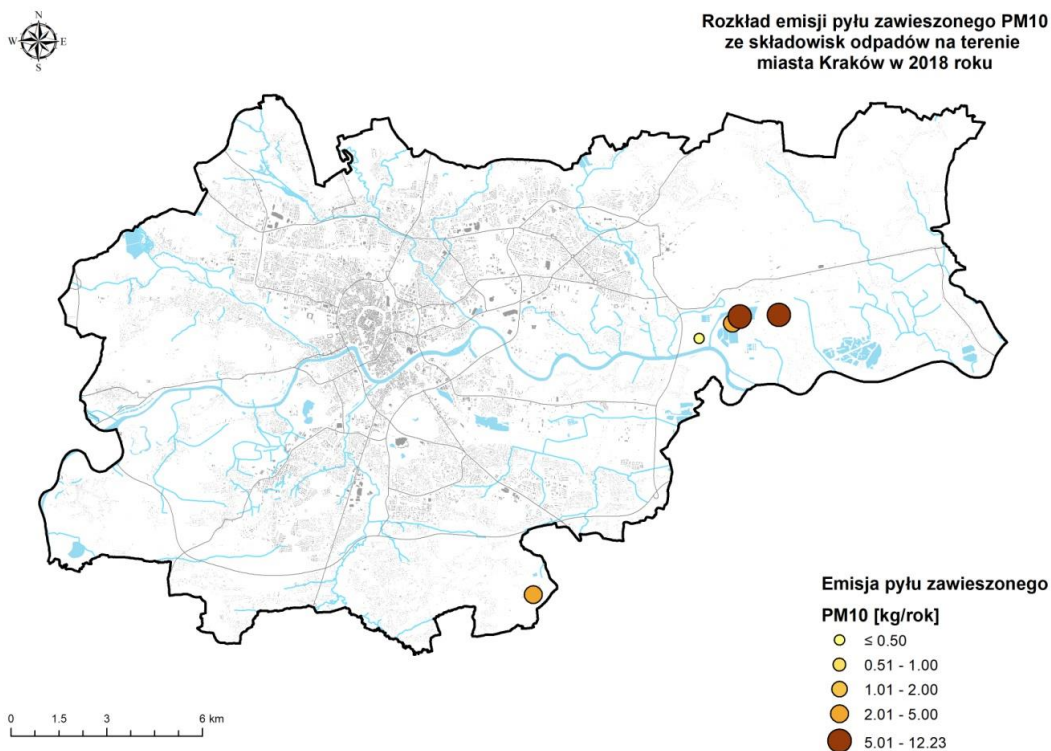 N
W E
S
Rozkład emisji pyłu zawieszonego PM10
ze składowisk odpadów na terenie
miasta Kraków w 2018 roku
Emisja pyłu zawieszonego
PM10 [kg/rok]
≤ 0.50
0.51 - 1.00
1.01 - 2.00
2.01 - 5.00
5.01 - 12.23
0 1.5 3 6 km